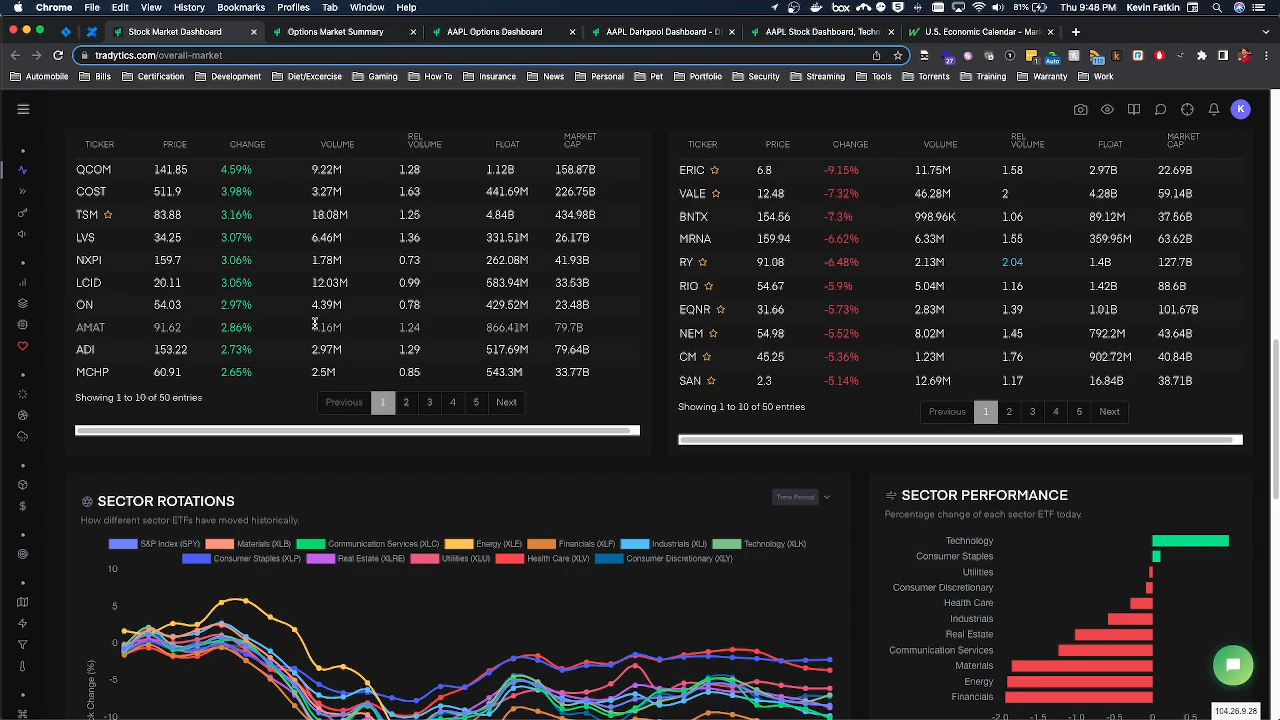 Chrome File Edit View History Bookmarks Profiles Tab Window Help 81% Thu 9:48 PM Kevin Fatkin
Stock Market Dashboard Options Market Summary AAPL Options Dashboard AAPL Darkpool Dashboard - D AAPL Stock Dashboard, Techn U.S. Economic Calendar - Mark
tradytics.com/overall-market
Automobile Bills Certification Development Diet/Exercise Gaming How To Insurance News Personal Pet Portfolio Security Streaming Tools Torrents Training Warranty Work
K
TICKER PRICE CHANGE VOLUME REL VOLUME FLOAT MARKET CAP
QCOM 141.85 4.59% 9.22M 1.28 1.12B 158.87B
COST 511.9 3.98% 3.27M 1.63 441.69M 226.75B
TSM 83.88 3.16% 18.08M 1.25 4.84B 434.98B
LVS 34.25 3.07% 6.46M 1.36 331.51M 26.17B
NXPI 159.7 3.06% 1.78M 0.73 262.08M 41.93B
LCID 20.11 3.05% 12.03M 0.99 583.94M 33.53B
ON 54.03 2.97% 4.39M 0.78 429.52M 23.48B
AMAT 91.62 2.86% .16M 1.24 866.41M 79.7B
ADI 153.22 2.73% 2.97M 1.29 517.69M 79.64B
MCHP 60.91 2.65% 2.5M 0.85 543.3M 33.77B
Showing 1 to 10 of 50 entries Previous 1 2 3 4 5 Next
TICKER PRICE CHANGE VOLUME REL VOLUME FLOAT MARKET CAP
ERIC 6.8 -9.15% 11.75M 1.58 2.97B 22.69B
VALE 12.48 -7.32% 46.28M 2 4.28B 59.14B
BNTX 154.56 -7.3% 998.96K 1.06 89.12M 37.56B
MRNA 159.94 -6.62% 6.33M 1.55 359.95M 63.62B
RY 91.08 -6.48% 2.13M 2.04 1.4B 127.7B
RIO 54.67 -5.9% 5.04M 1.16 1.42B 88.6B
EQNR 31.66 -5.73% 2.83M 1.39 1.01B 101.67B
NEM 54.98 -5.52% 8.02M 1.45 792.2M 43.64B
CM 45.25 -5.36% 1.23M 1.76 902.72M 40.84B
SAN 2.3 -5.14% 12.69M 1.17 16.84B 38.71B
Showing 1 to 10 of 50 entries Previous 1 2 3 4 5 Next
SECTOR ROTATIONS
How different sector ETFs have moved historically.
Time Period
S&P Index (SPY) Materials (XLB) Communication Services (XLC) Energy (XLE) Financials (XLF) Industrials (XLI) Technology (XLK)
Consumer Staples (XLP) Real Estate (XLRE) Utilities (XLU) Health Care (XLV) Consumer Discretionary (XLY)
10
5
0
-5
-10
ck Change (%)
SECTOR PERFORMANCE
Percentage change of each sector ETF today.
Technology
Consumer Staples
Utilities
Consumer Discretionary
Health Care
Industrials
Real Estate
Communication Services
Materials
Energy
Financials
-2.0 -1.5 -1.0 -0.5 0 0.5
104.26.9.28